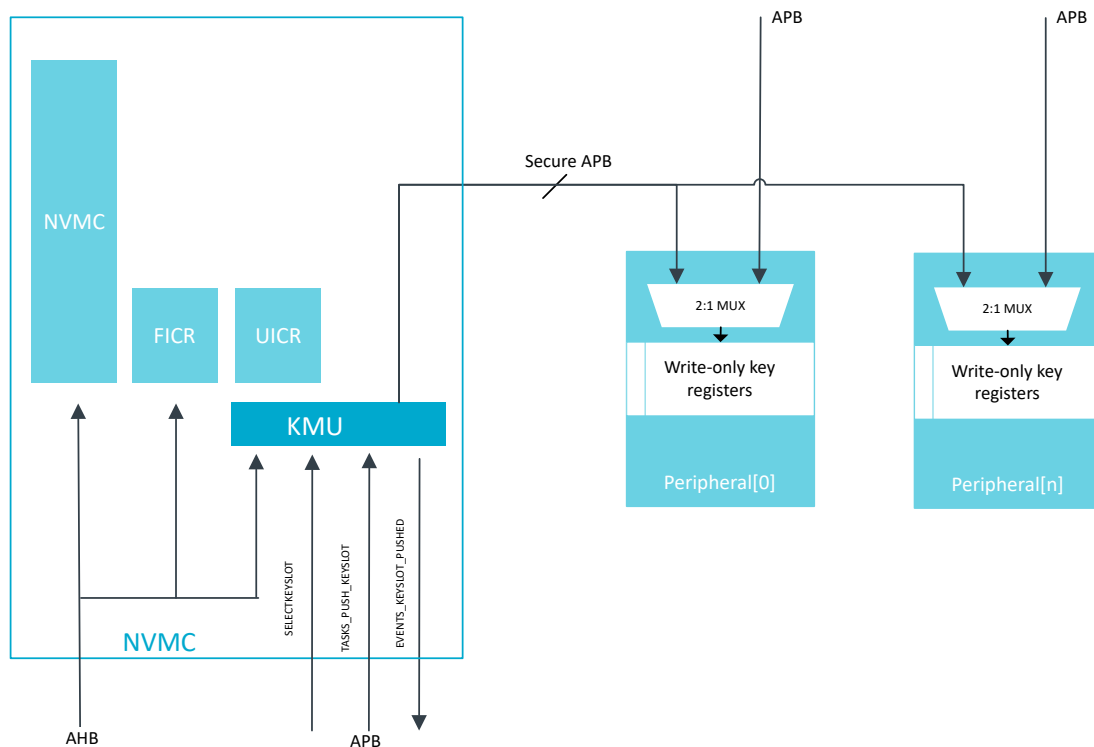 APB
APB
Secure APB
NVMC
FICR
UICR
KMU
2:1 MUX
Write-only key
registers
Peripheral[0]
2:1 MUX
Write-only key
registers
Peripheral[n]
SELECTKEYSLOT
TASKS_PUSH_KEYSLOT
EVENTS_KEYSLOT_PUSHED
NVMC
AHB
APB